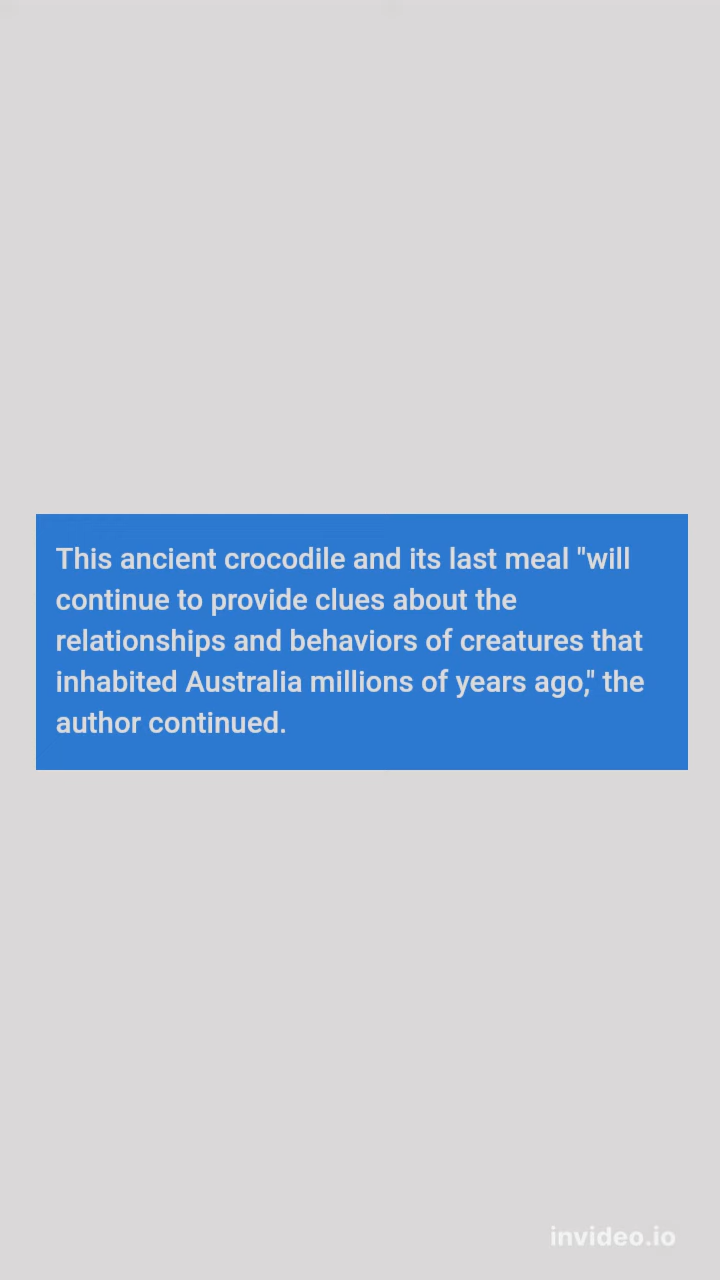 This ancient crocodile and its last meal "will
continue to provide clues about the
relationships and behaviors of creatures that
inhabited Australia millions of years ago," the
author continued.
invideo.io